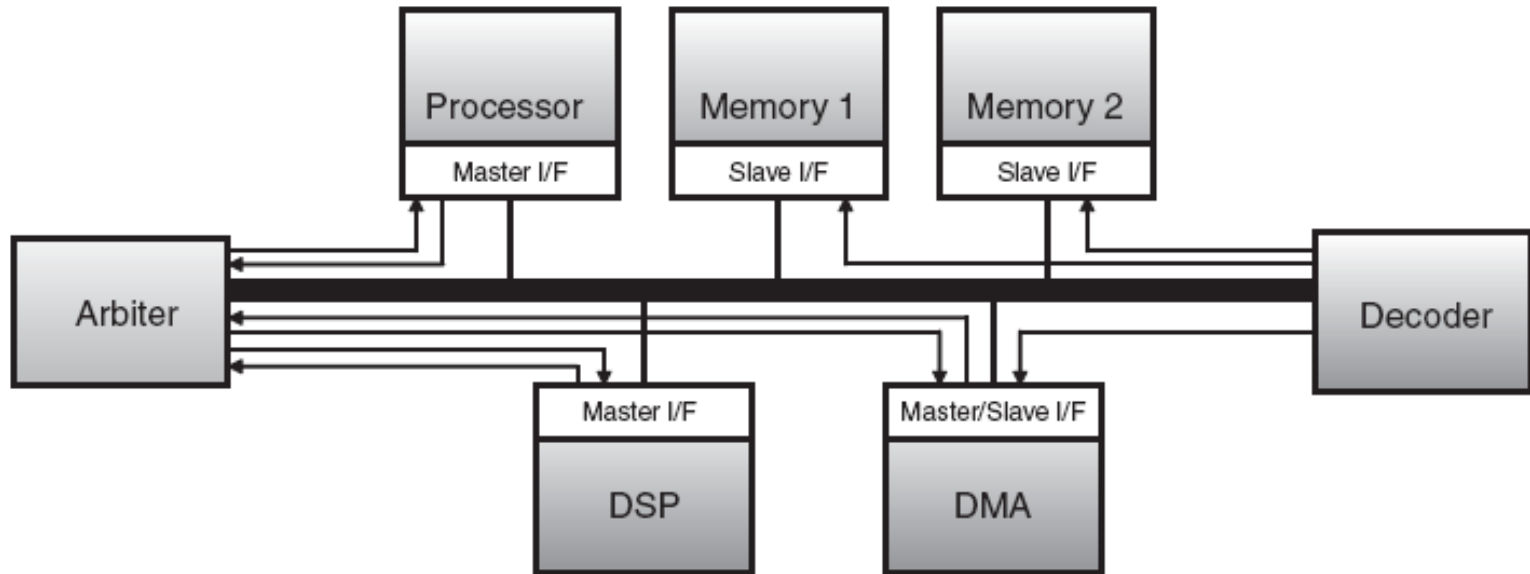 Processor
Master I/F
Memory 1
Slave I/F
Memory 2
Slave I/F
Arbiter
Decoder
Master I/F
DSP
Master/Slave I/F
DMA